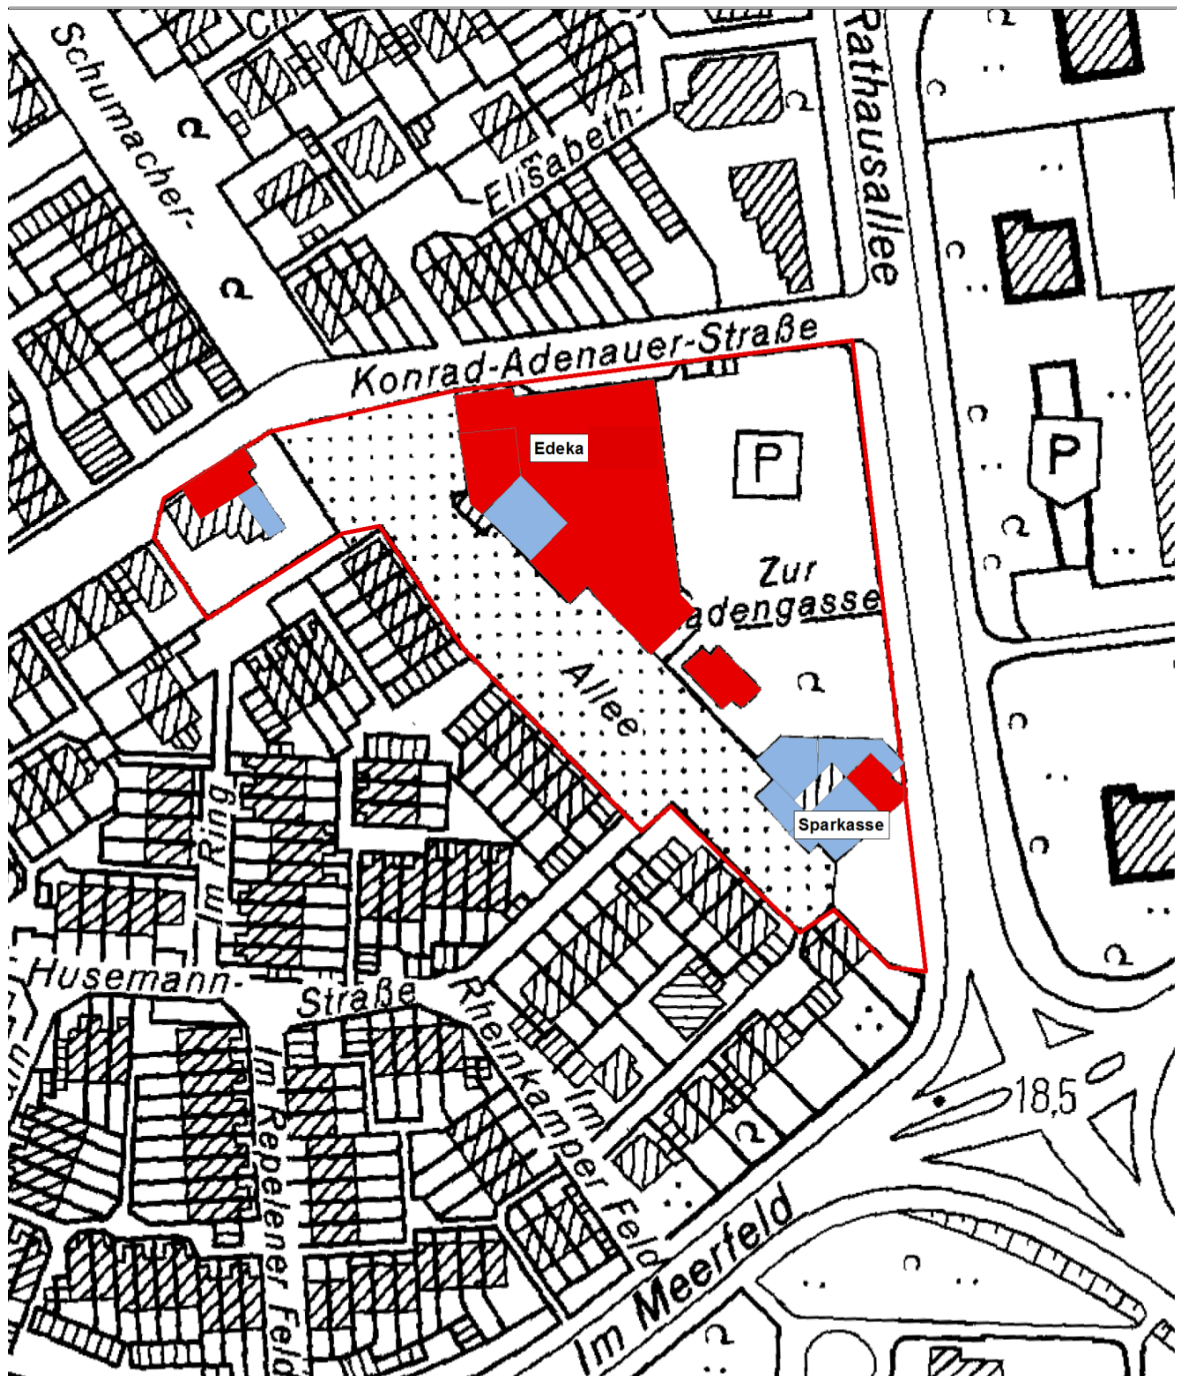 Schumacher-
Elisabeth-
Rathausallee
Konrad-Adenauer-Straße
Edeka
P
P
Zur
adengasse
Allee
Sparkasse
Im Ring
Husemann-
Straße
Im Rheinkamper Feld
Im Repelener Feld
18,5
Im Meerfeld